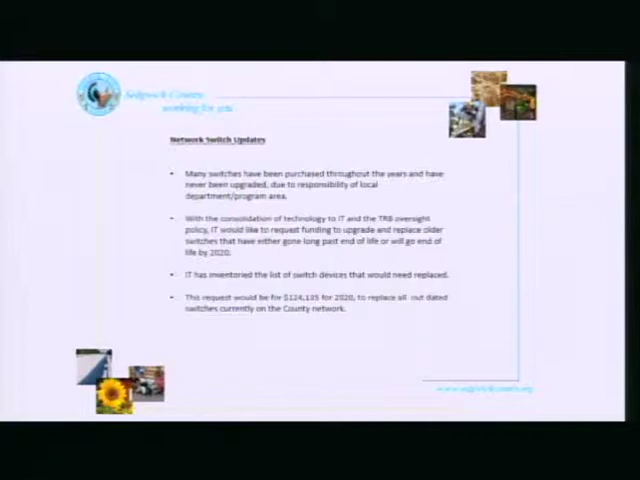 Sedgwick County
working for you
Network Switch Updates
• Many switches have been purchased throughout the years and have
never been upgraded, due to responsibility of local
department/program area.
• With the consolidation of technology to IT and the TRB oversight
policy, IT would like to request funding to upgrade and replace older
switches that have either gone long past end of life or will go end of
life by 2020.
• IT has inventoried the list of switch devices that would need replaced.
• This request would be for $124,135 for 2020, to replace all out dated
switches currently on the County network.
www.sedgwickcounty.org